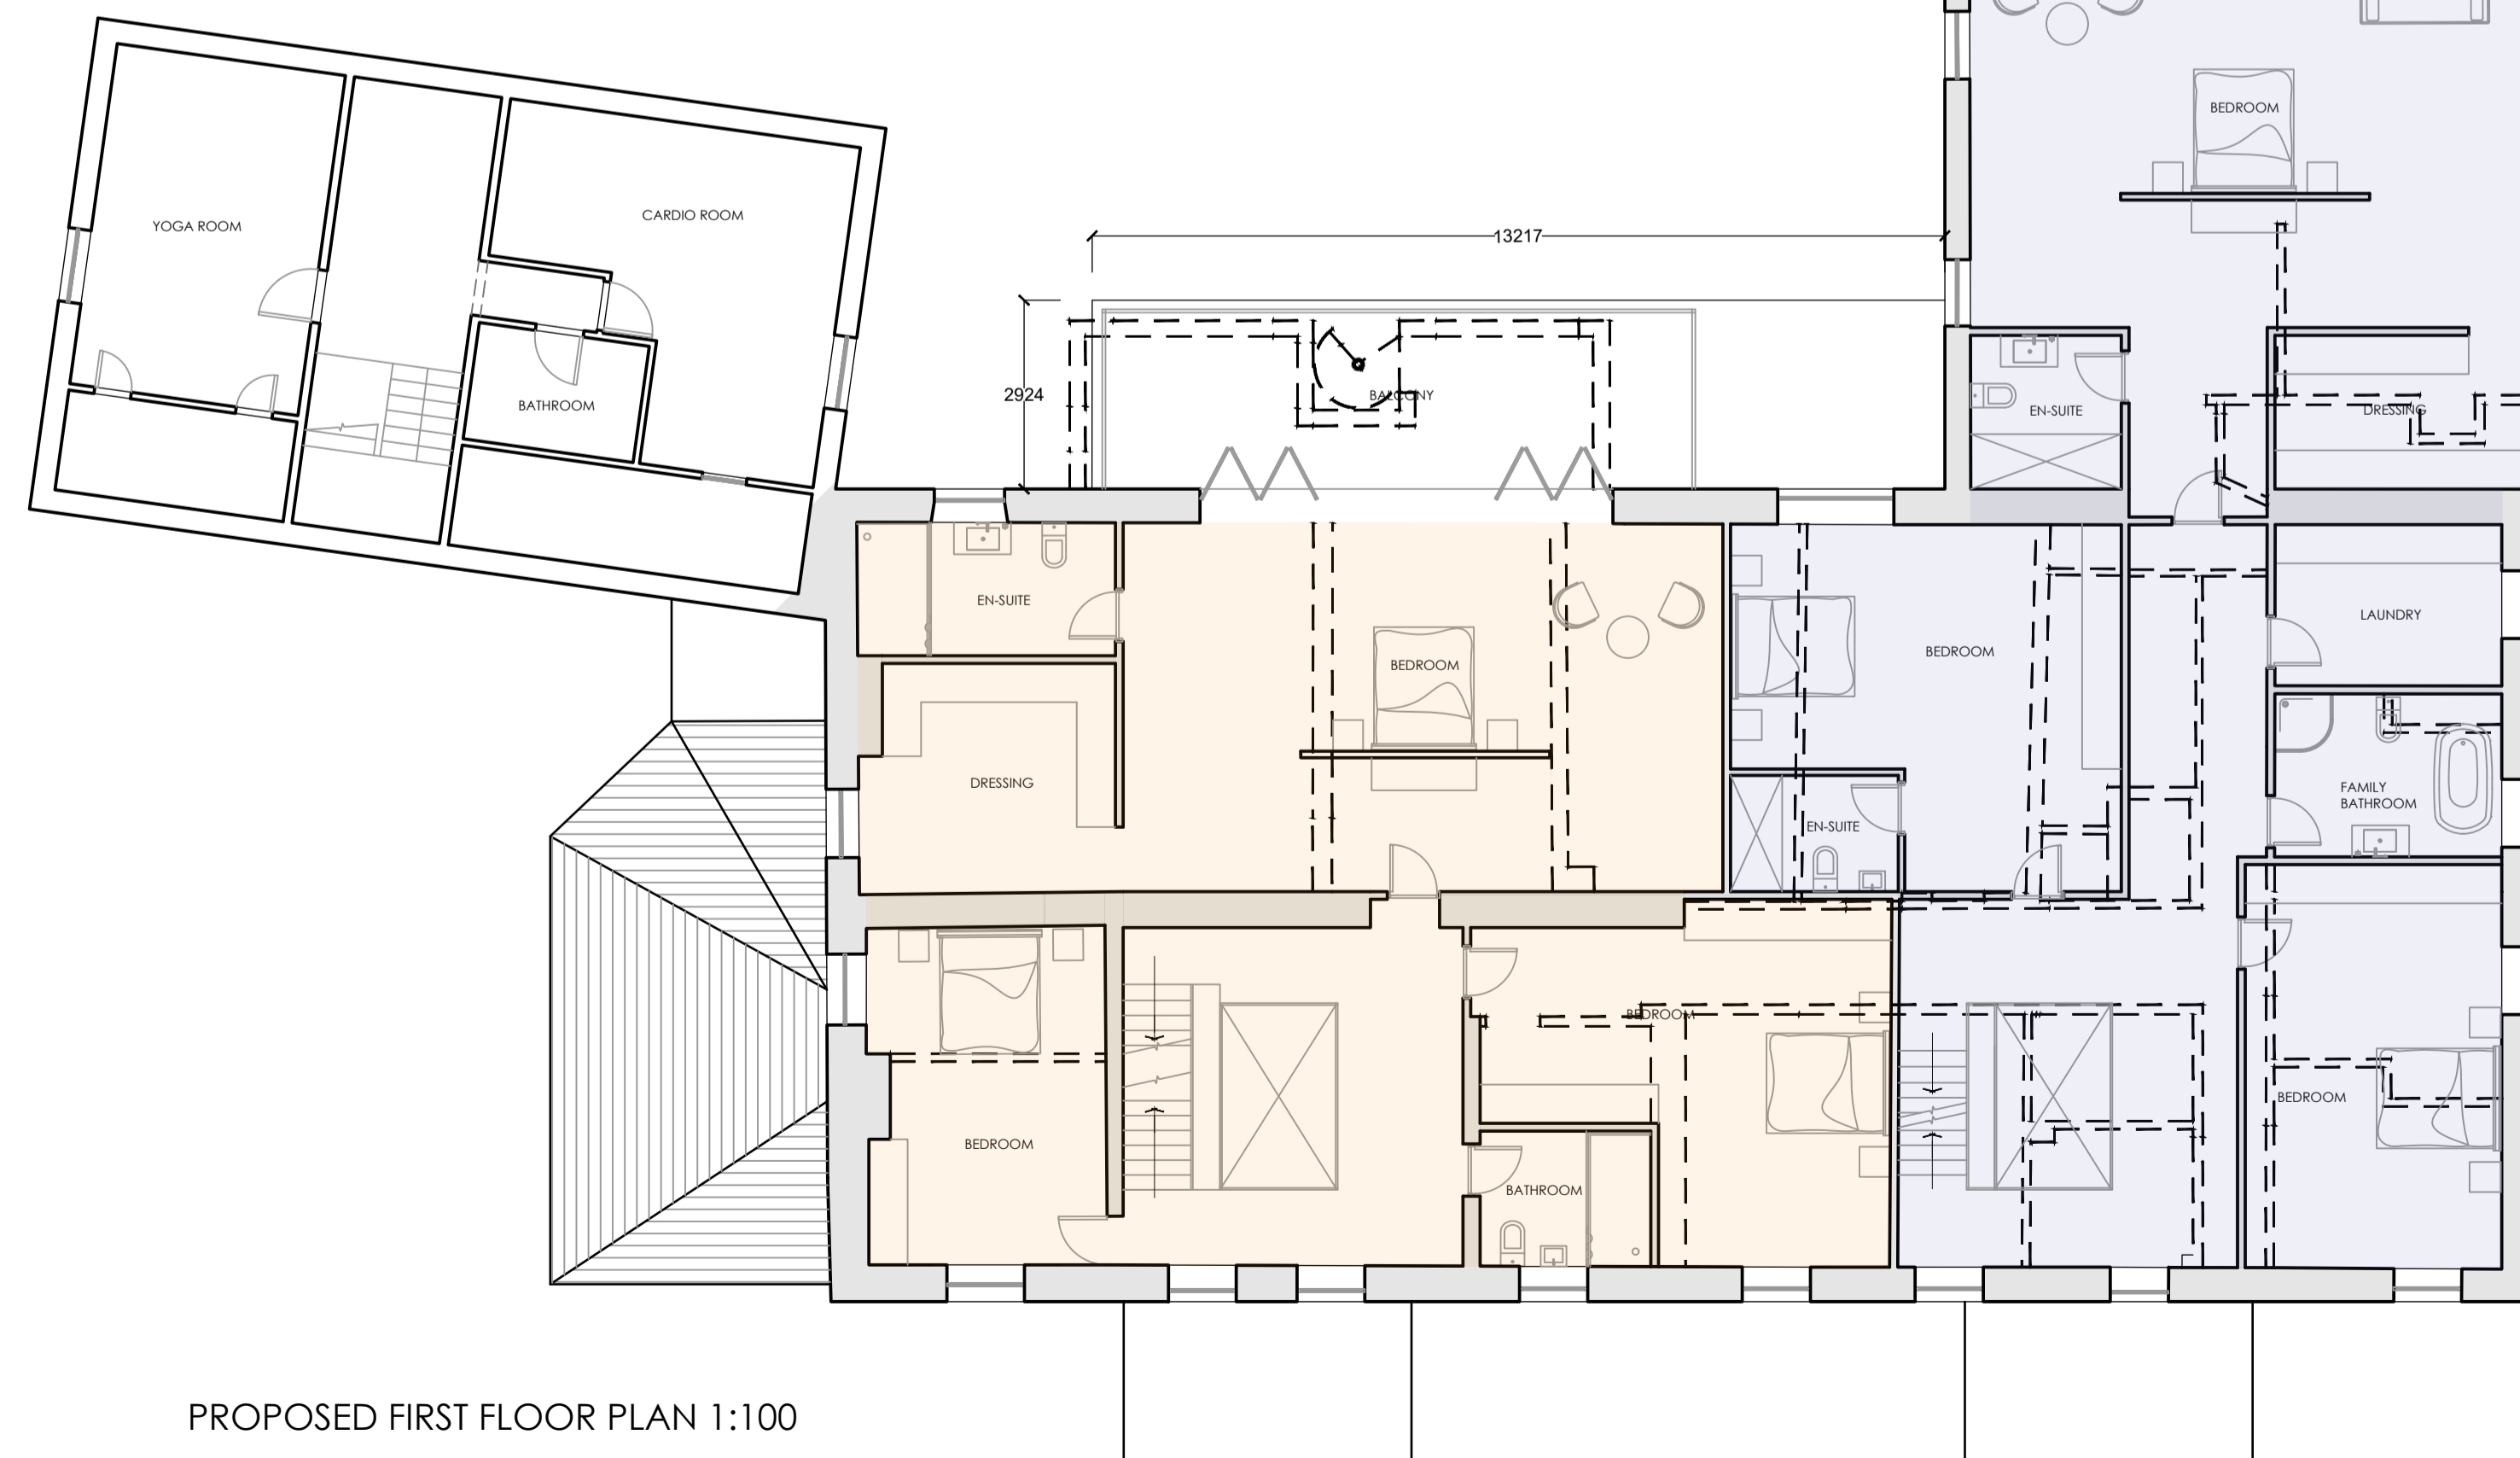 BEDROOM
YOGA ROOM
CARDIO ROOM
13217
2924
BALCONY
BATHROOM
EN-SUITE
DRESSING
EN-SUITE
BEDROOM
BEDROOM
LAUNDRY
DRESSING
EN-SUITE
FAMILY
BATHROOM
BEDROOM
BEDROOM
BEDROOM
BATHROOM
PROPOSED FIRST FLOOR PLAN 1:100